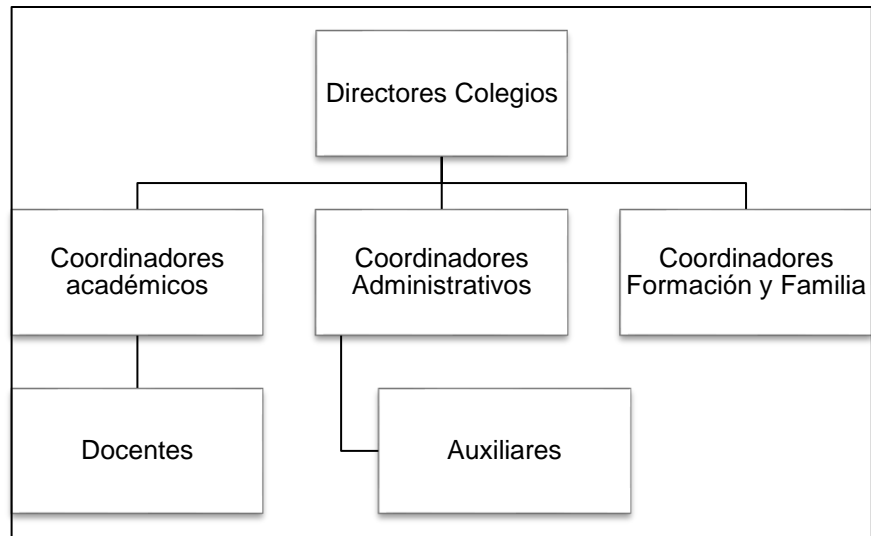 Directores Colegios
Coordinadores
académicos
Coordinadores
Administrativos
Coordinadores
Formación y Familia
Docentes
Auxiliares